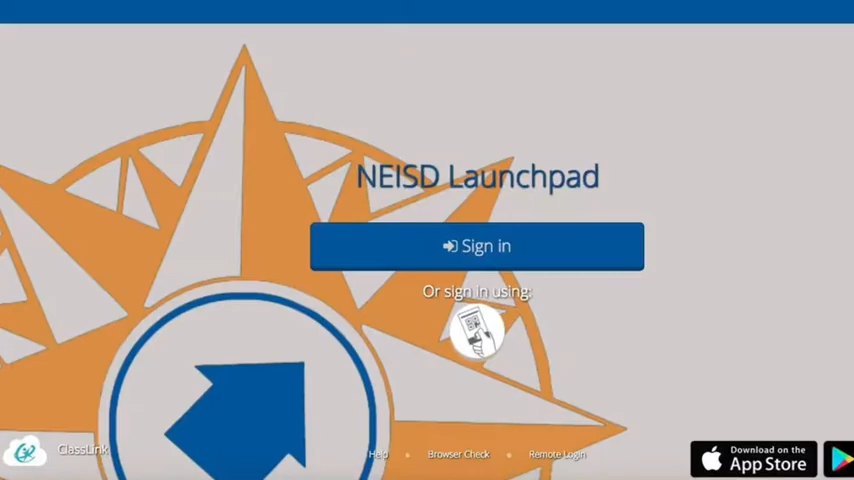 NEISD Launchpad
Sign in
Or sign in using:
ClassLink
Help
Browser Check
Remote Login
Download on the
App Store